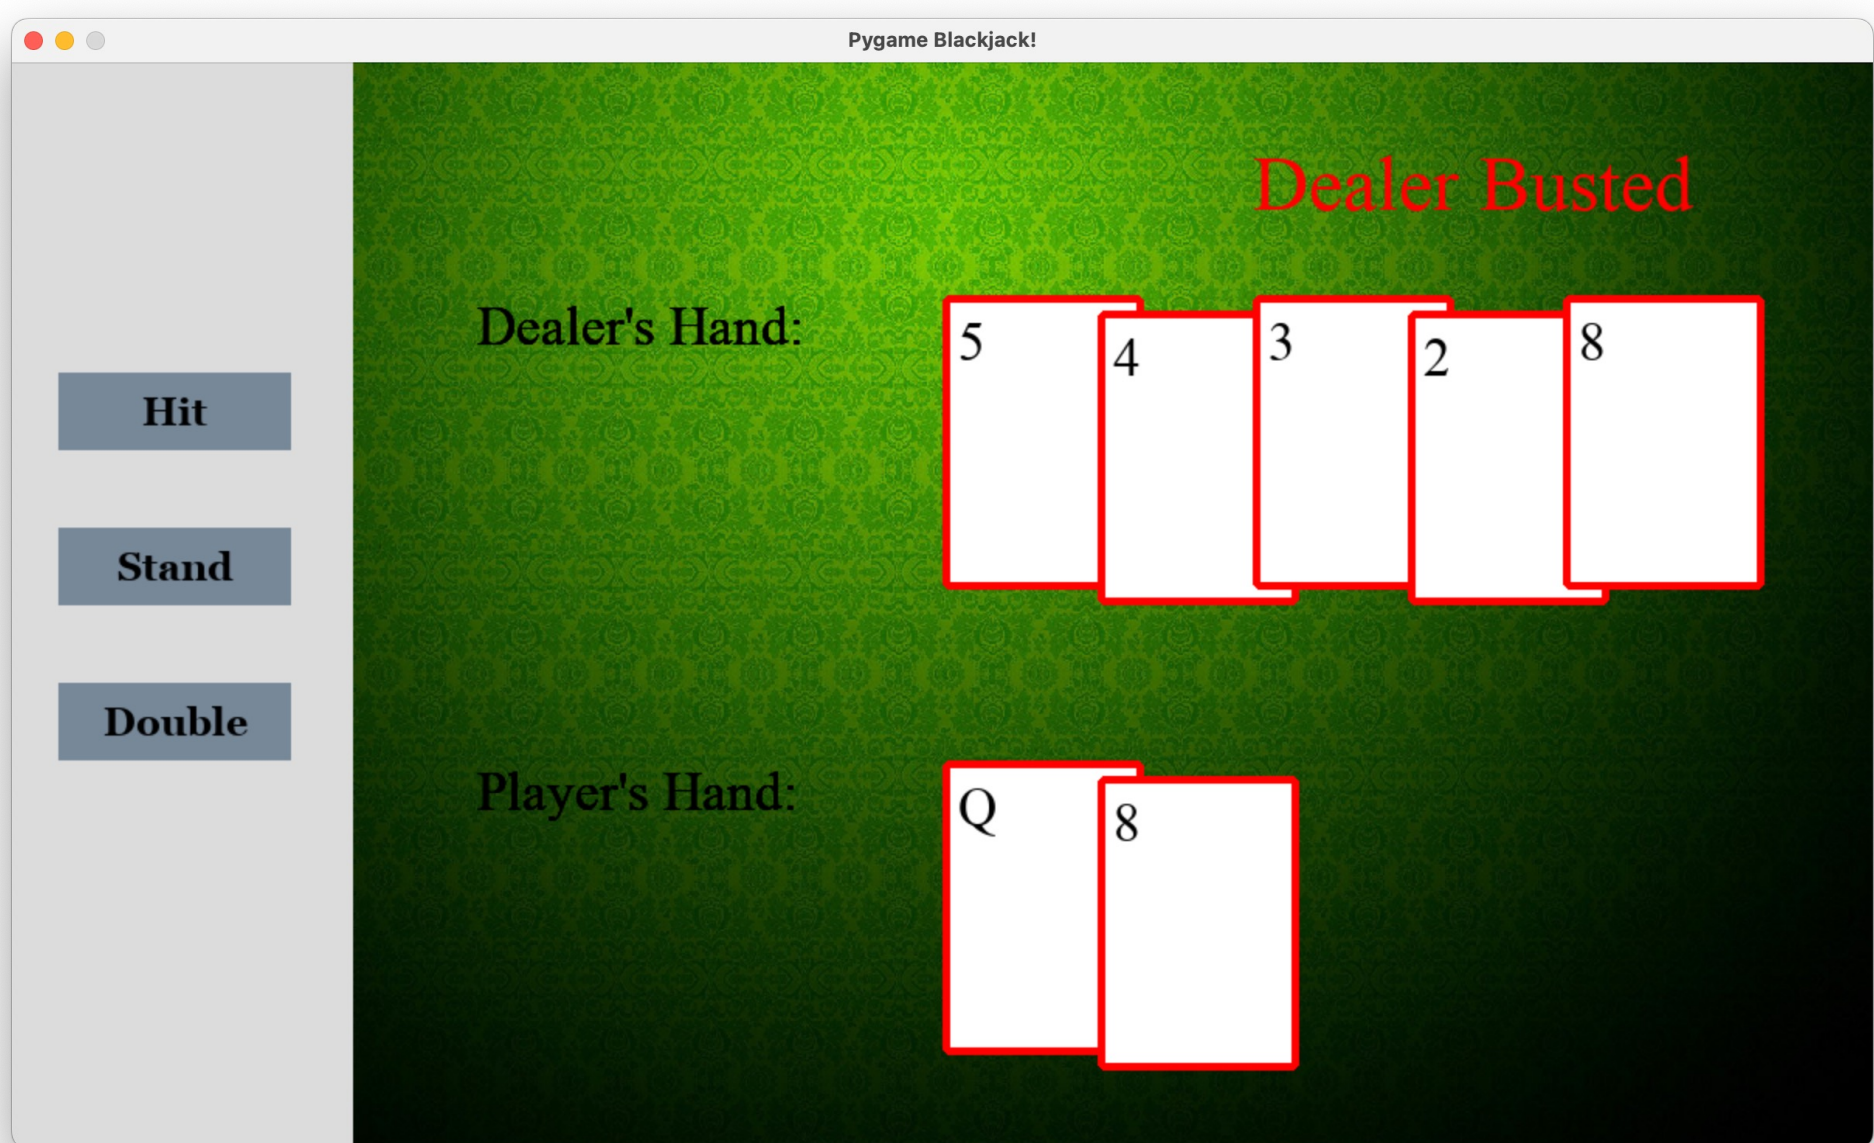 Pygame Blackjack!
Dealer Busted
Dealer's Hand:
5
4
3
2
8
Hit
Stand
Double
Player's Hand:
Q
8